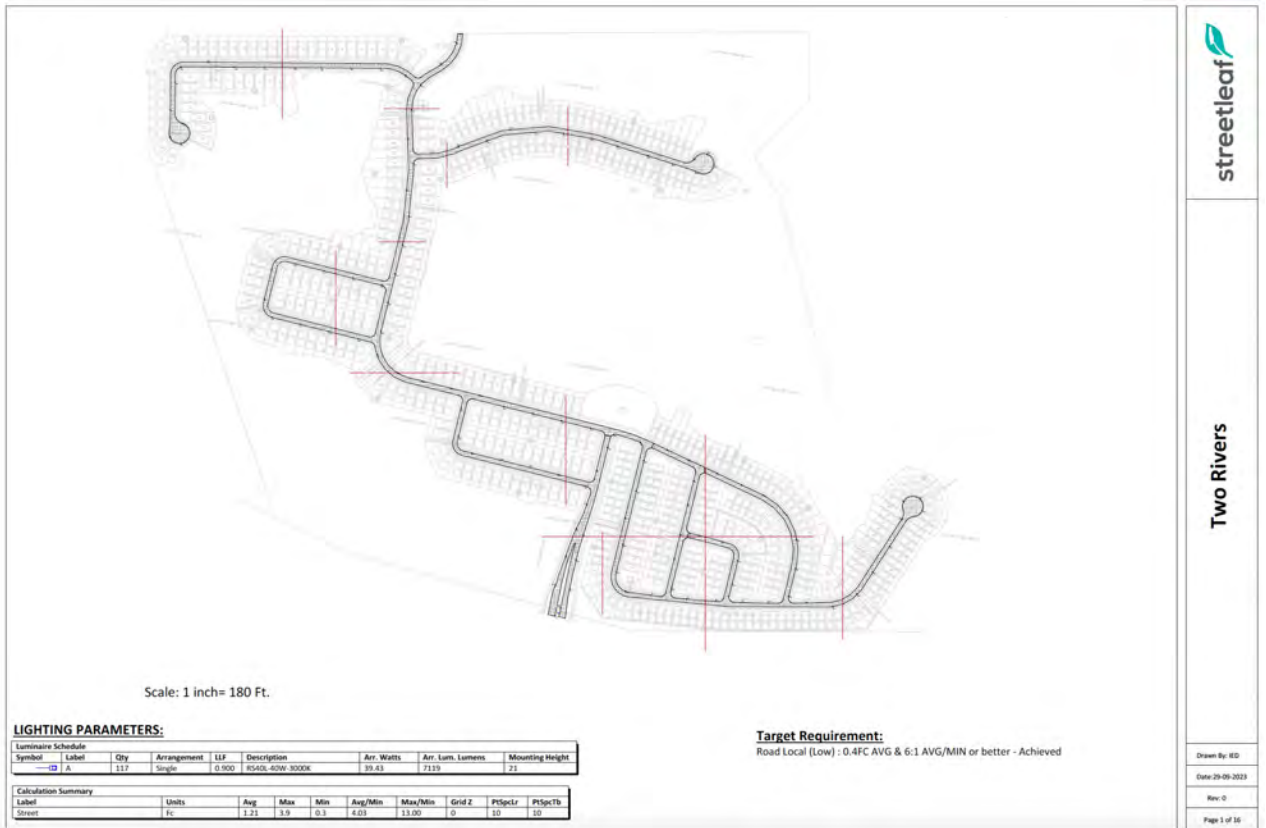 streetleaf
Two Rivers
Scale: 1 inch= 180 Ft.
LIGHTING PARAMETERS:
Luminaire Schedule
Symbol Label Qty Arrangement LLF Description Arr. Watts Arr. Lum. Lumens Mounting Height
A 117 Single 0.900 RS40L-40W-3000K 39.43 7119 21
Calculation Summary
Label Units Avg Max Min Avg/Min Max/Min Grid Z PtSpcLr PtSpcTb
Street Fc 1.21 3.9 0.3 4.03 13.00 0 10 10
Target Requirement:
Road Local (Low) : 0.4FC AVG & 6:1 AVG/MIN or better - Achieved
Drawn By: IED
Date:29-09-2023
Rev: 0
Page 1 of 16